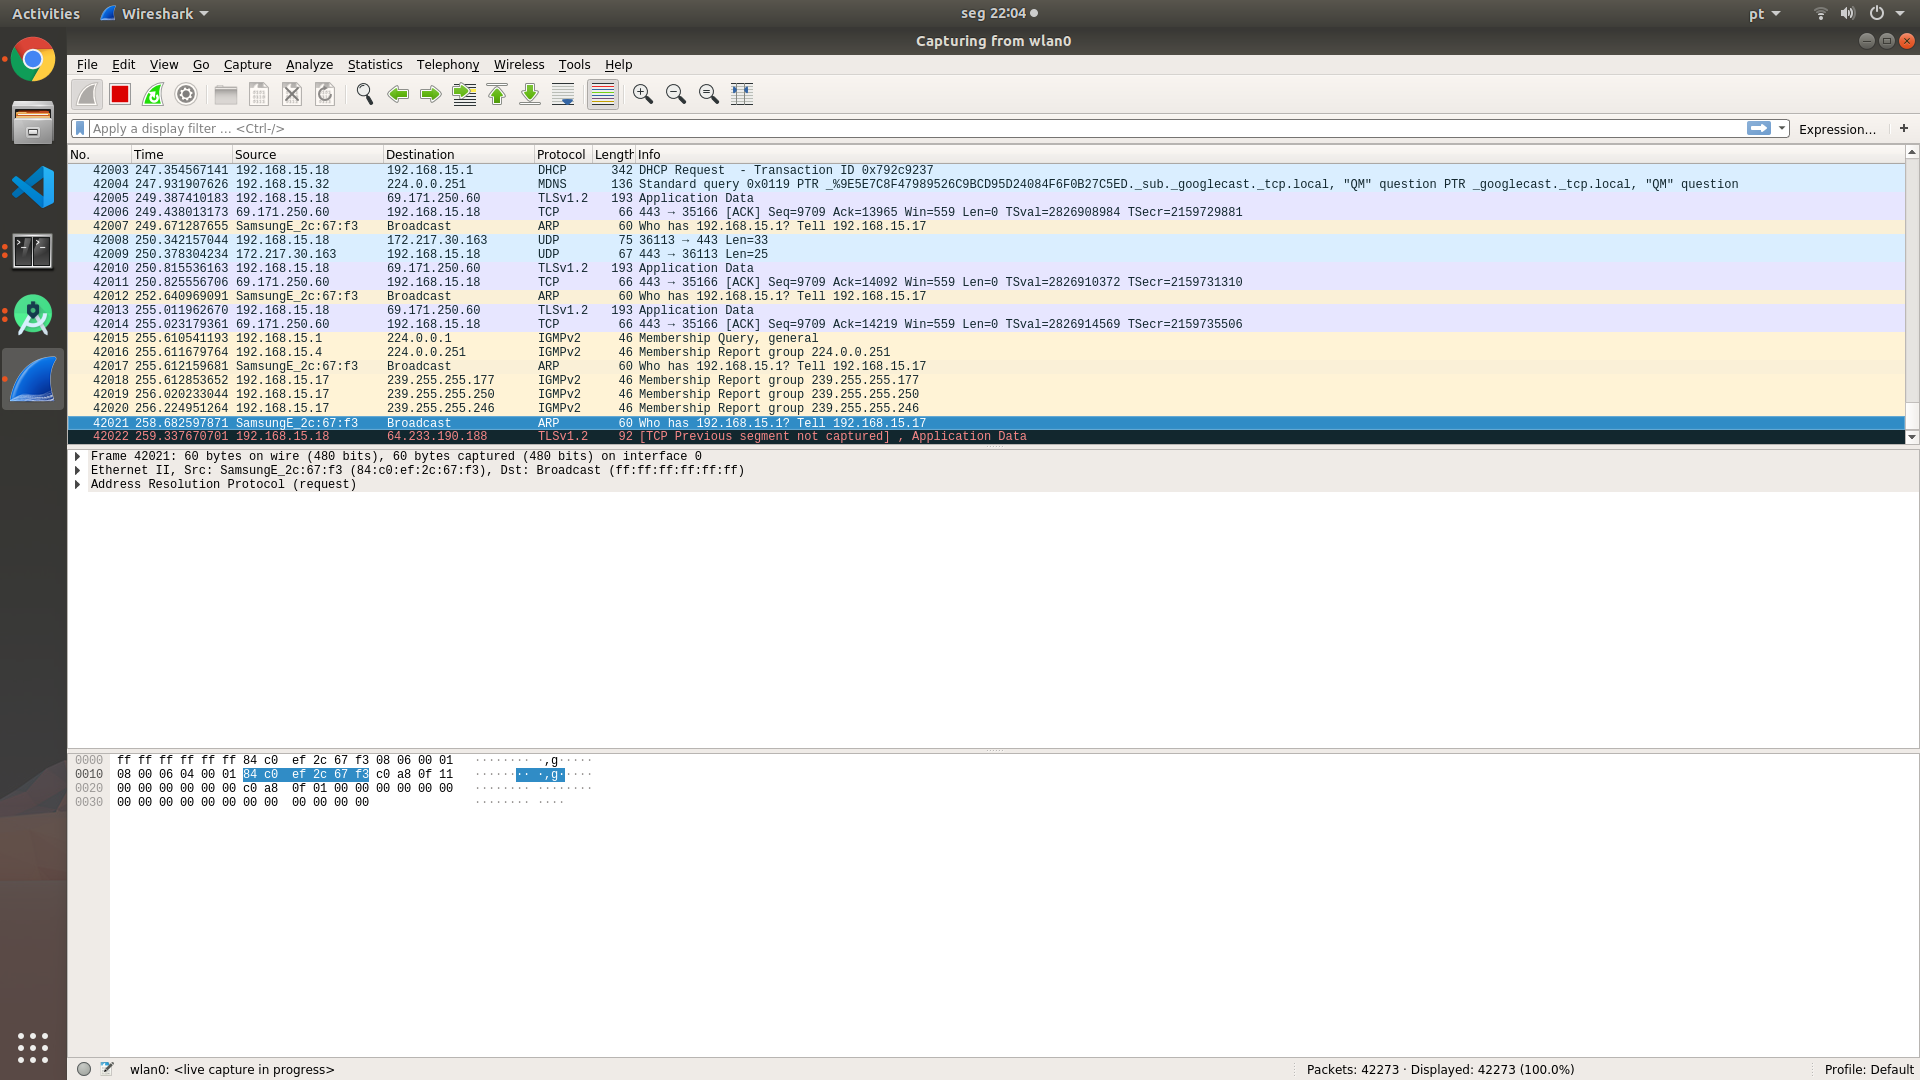 Activities Wireshark seg 22:04 pt
Capturing from wlan0
File Edit View Go Capture Analyze Statistics Telephony Wireless Tools Help
Apply a display filter … <Ctrl-/> Expression… +
No. Time Source Destination Protocol Length Info
42003 247.354567141 192.168.15.18 192.168.15.1 DHCP 342 DHCP Request - Transaction ID 0x792c9237
42004 247.931907626 192.168.15.32 224.0.0.251 MDNS 136 Standard query 0x0119 PTR _%9E5E7C8F47989526C9BCD95D24084F6F0B27C5ED._sub._googlecast._tcp.local, "QM" question PTR _googlecast._tcp.local, "QM" question
42005 249.387410183 192.168.15.18 69.171.250.60 TLSv1.2 193 Application Data
42006 249.438013173 69.171.250.60 192.168.15.18 TCP 66 443 → 35166 [ACK] Seq=9709 Ack=13965 Win=559 Len=0 TSval=2826908984 TSecr=2159729881
42007 249.671287655 SamsungE_2c:67:f3 Broadcast ARP 60 Who has 192.168.15.1? Tell 192.168.15.17
42008 250.342157044 192.168.15.18 172.217.30.163 UDP 75 36113 → 443 Len=33
42009 250.378304234 172.217.30.163 192.168.15.18 UDP 67 443 → 36113 Len=25
42010 250.815536163 192.168.15.18 69.171.250.60 TLSv1.2 193 Application Data
42011 250.825556706 69.171.250.60 192.168.15.18 TCP 66 443 → 35166 [ACK] Seq=9709 Ack=14092 Win=559 Len=0 TSval=2826910372 TSecr=2159731310
42012 252.640969091 SamsungE_2c:67:f3 Broadcast ARP 60 Who has 192.168.15.1? Tell 192.168.15.17
42013 255.011962670 192.168.15.18 69.171.250.60 TLSv1.2 193 Application Data
42014 255.023179361 69.171.250.60 192.168.15.18 TCP 66 443 → 35166 [ACK] Seq=9709 Ack=14219 Win=559 Len=0 TSval=2826914569 TSecr=2159735506
42015 255.610541193 192.168.15.1 224.0.0.1 IGMPv2 46 Membership Query, general
42016 255.611679764 192.168.15.4 224.0.0.251 IGMPv2 46 Membership Report group 224.0.0.251
42017 255.612159681 SamsungE_2c:67:f3 Broadcast ARP 60 Who has 192.168.15.1? Tell 192.168.15.17
42018 255.612853652 192.168.15.17 239.255.255.177 IGMPv2 46 Membership Report group 239.255.255.177
42019 256.020233044 192.168.15.17 239.255.255.250 IGMPv2 46 Membership Report group 239.255.255.250
42020 256.224951264 192.168.15.17 239.255.255.246 IGMPv2 46 Membership Report group 239.255.255.246
42021 258.682597871 SamsungE_2c:67:f3 Broadcast ARP 60 Who has 192.168.15.1? Tell 192.168.15.17
42022 259.337670701 192.168.15.18 64.233.190.188 TLSv1.2 92 [TCP Previous segment not captured] , Application Data
Frame 42021: 60 bytes on wire (480 bits), 60 bytes captured (480 bits) on interface 0
Ethernet II, Src: SamsungE_2c:67:f3 (84:c0:ef:2c:67:f3), Dst: Broadcast (ff:ff:ff:ff:ff:ff)
Address Resolution Protocol (request)
0000 ff ff ff ff ff ff 84 c0 ef 2c 67 f3 08 06 00 01 ········ ·,g·····
0010 08 00 06 04 00 01 84 c0 ef 2c 67 f3 c0 a8 0f 11 ········ ·,g·····
0020 00 00 00 00 00 00 c0 a8 0f 01 00 00 00 00 00 00 ········ ········
0030 00 00 00 00 00 00 00 00 00 00 00 00 ········ ····
wlan0: <live capture in progress> Packets: 42273 · Displayed: 42273 (100.0%) Profile: Default